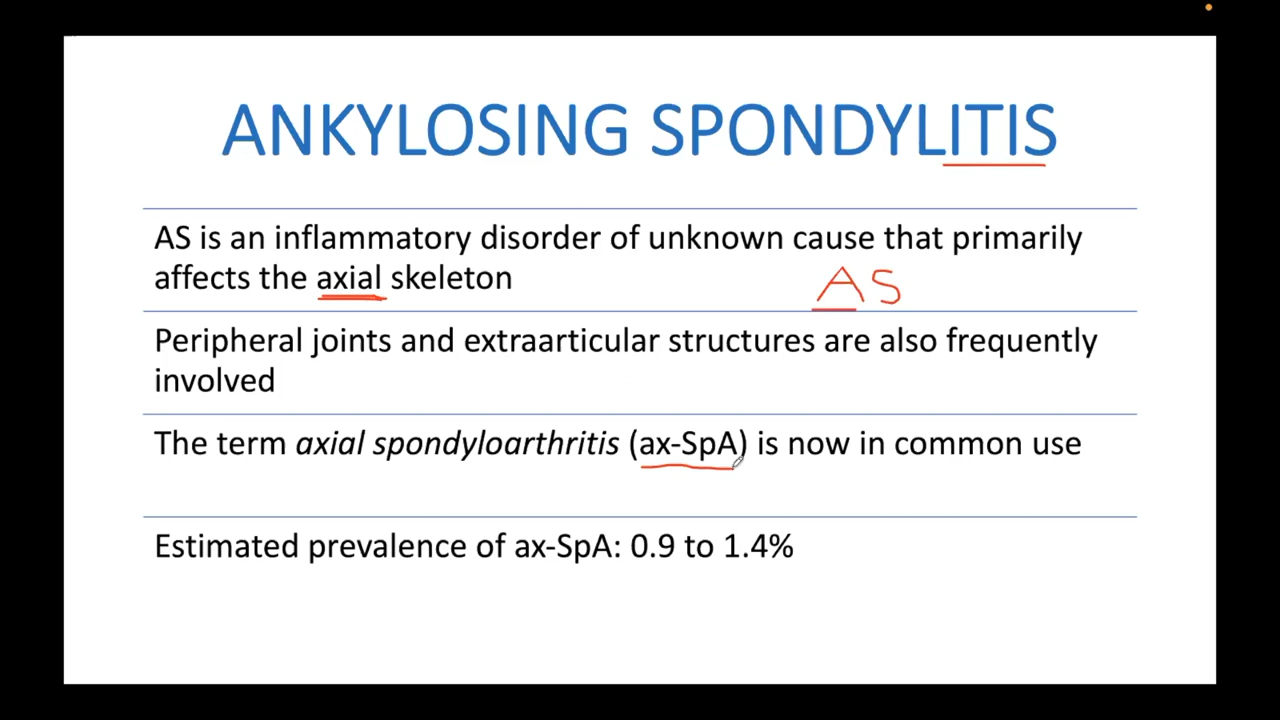 ANKYLOSING SPONDYLITIS
AS is an inflammatory disorder of unknown cause that primarily
affects the axial skeleton
AS
Peripheral joints and extraarticular structures are also frequently
involved
The term axial spondyloarthritis (ax-SpA) is now in common use
Estimated prevalence of ax-SpA: 0.9 to 1.4%